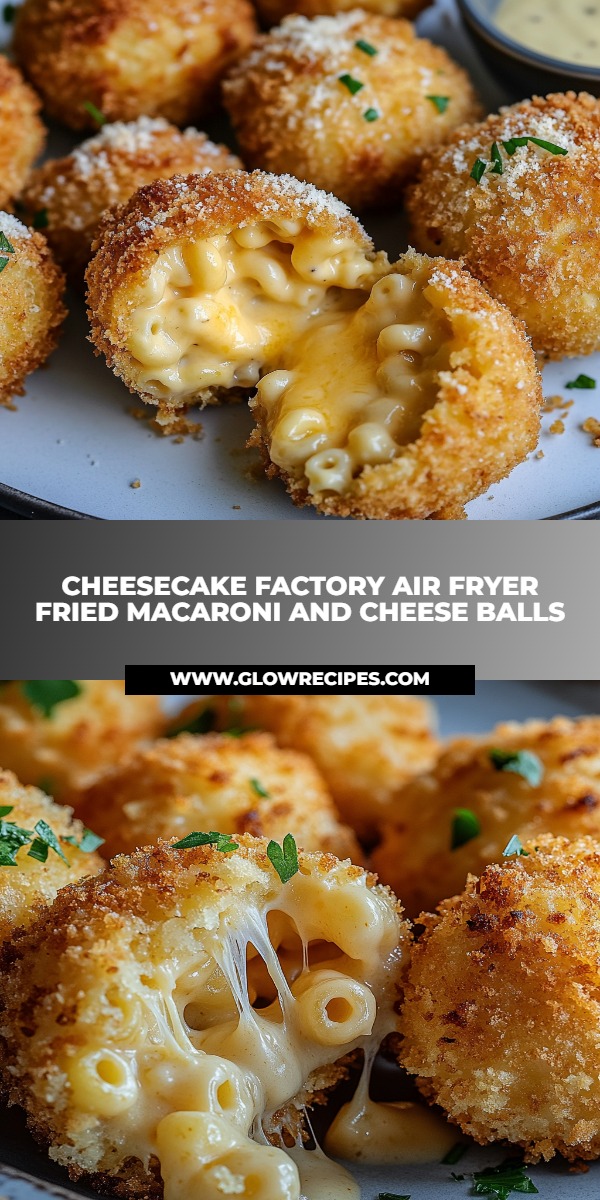 CHEESECAKE FACTORY AIR FRYER
FRIED MACARONI AND CHEESE BALLS
WWW.GLOWRECIPES.COM